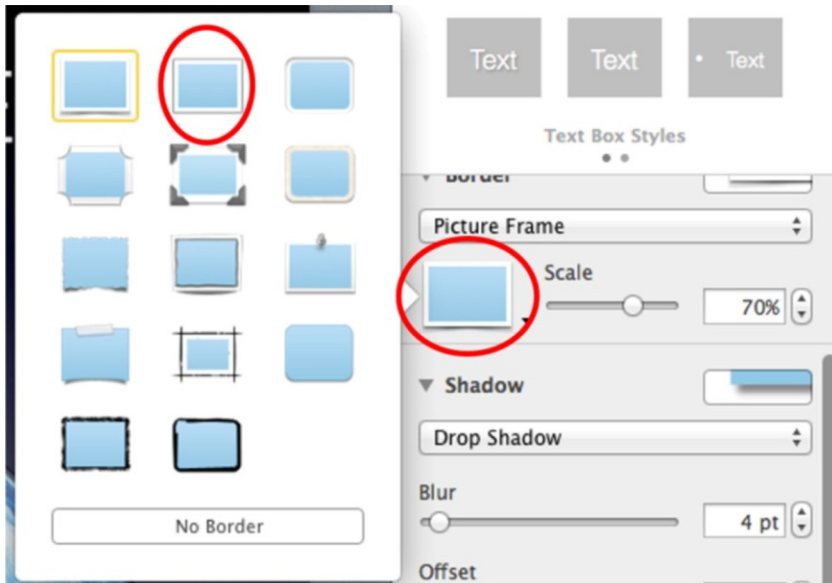 Text Text • Text
Text Box Styles
Border
Picture Frame
Scale
70%
Shadow
Drop Shadow
Blur
4 pt
Offset
No Border